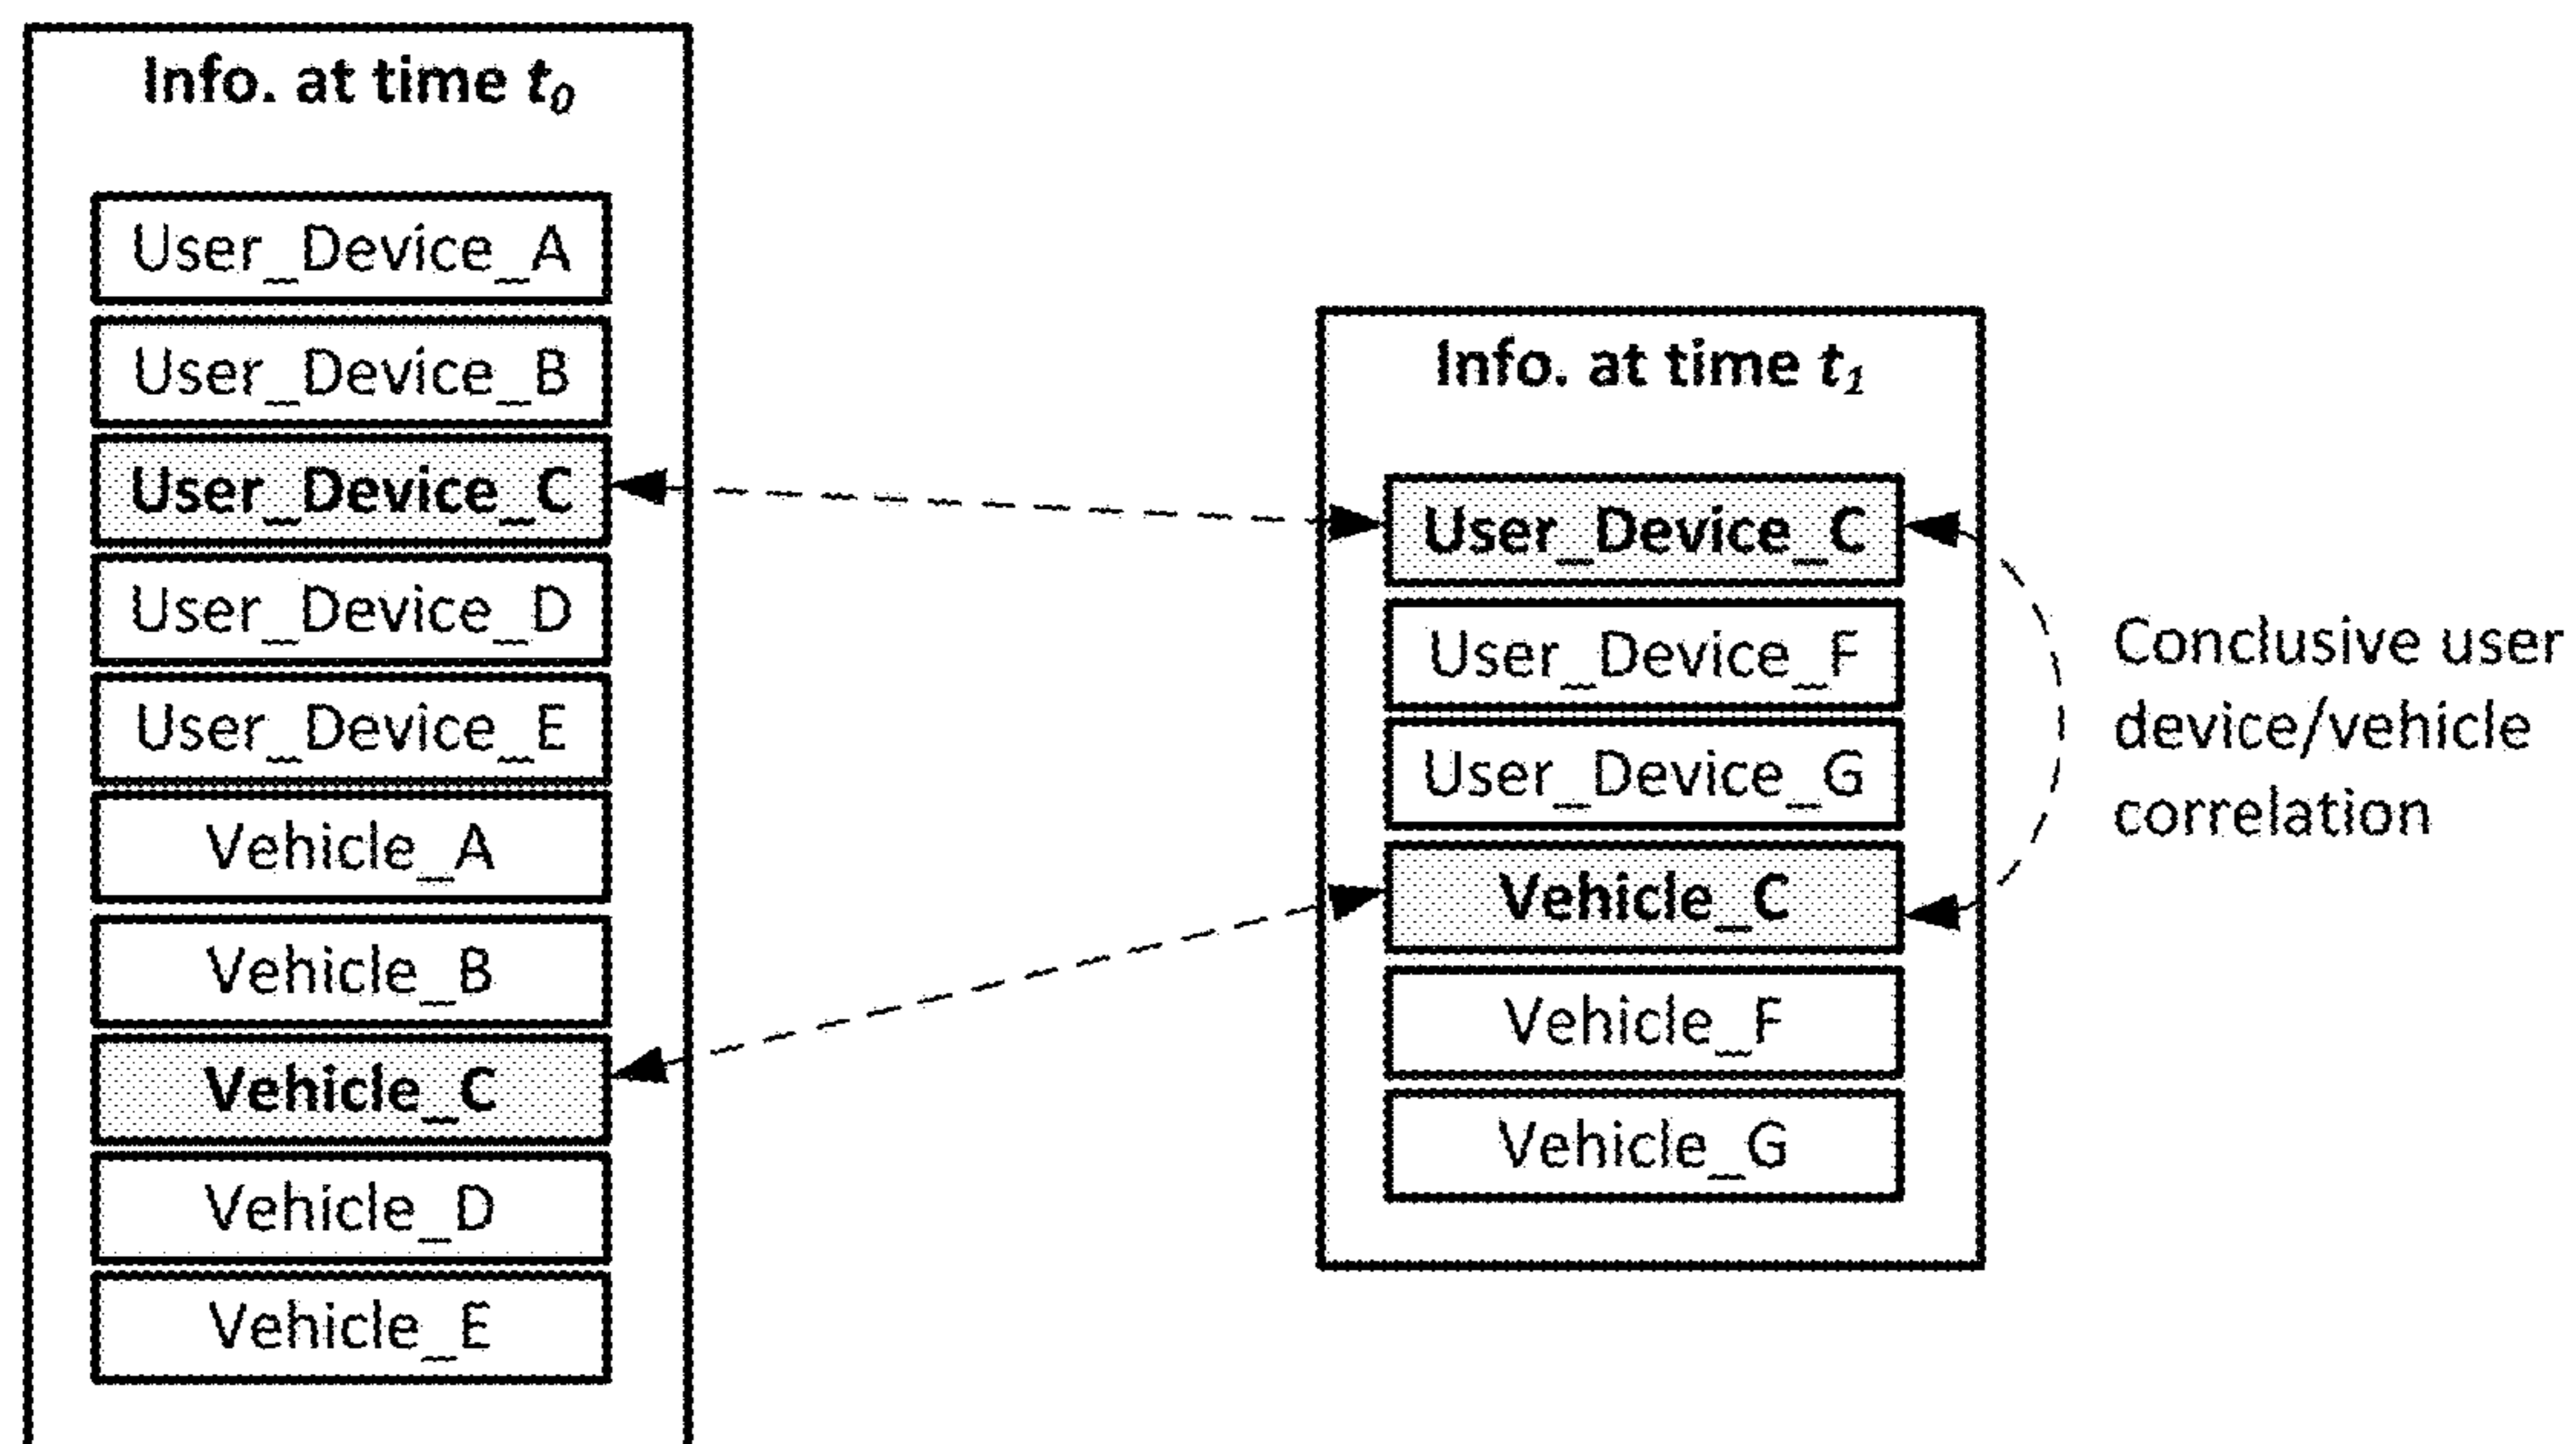 Info. at time t0
User_Device_A
User_Device_B
User_Device_C
User_Device_D
User_Device_E
Vehicle_A
Vehicle_B
Vehicle_C
Vehicle_D
Vehicle_E
Info. at time t1
User_Device_C
User_Device_F
User_Device_G
Vehicle_C
Vehicle_F
Vehicle_G
Conclusive user
device/vehicle
correlation